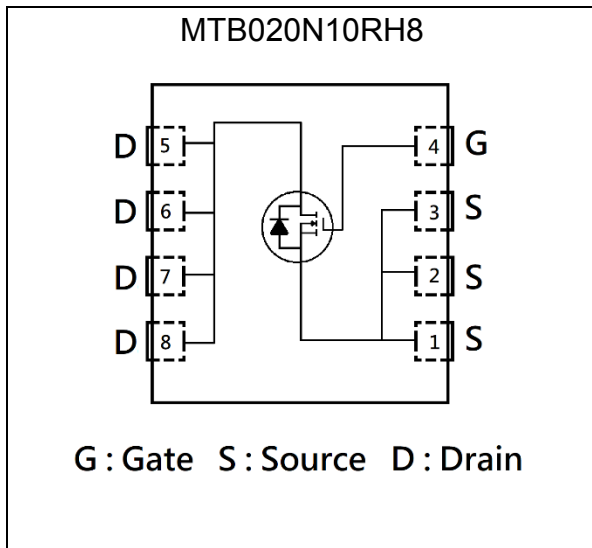 MTB020N10RH8
D 5 4 G
D 6 3 S
D 7 2 S
D 8 1 S
G : Gate S : Source D : Drain